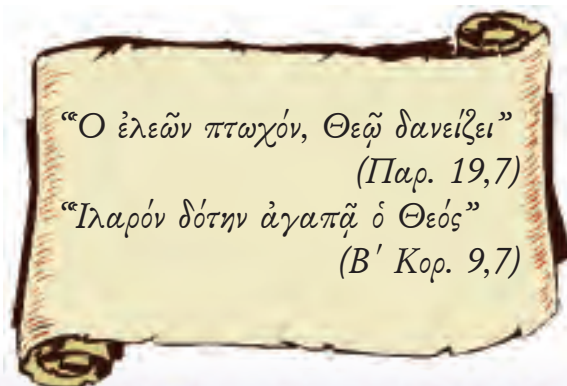 “Ὁ ἐλεῶν πτωχόν, Θεῷ δανείζει”
(Παρ. 19,7)
“Ἱλαρόν δότην ἀγαπᾷ ὁ Θεός”
(Β΄ Κορ. 9,7)